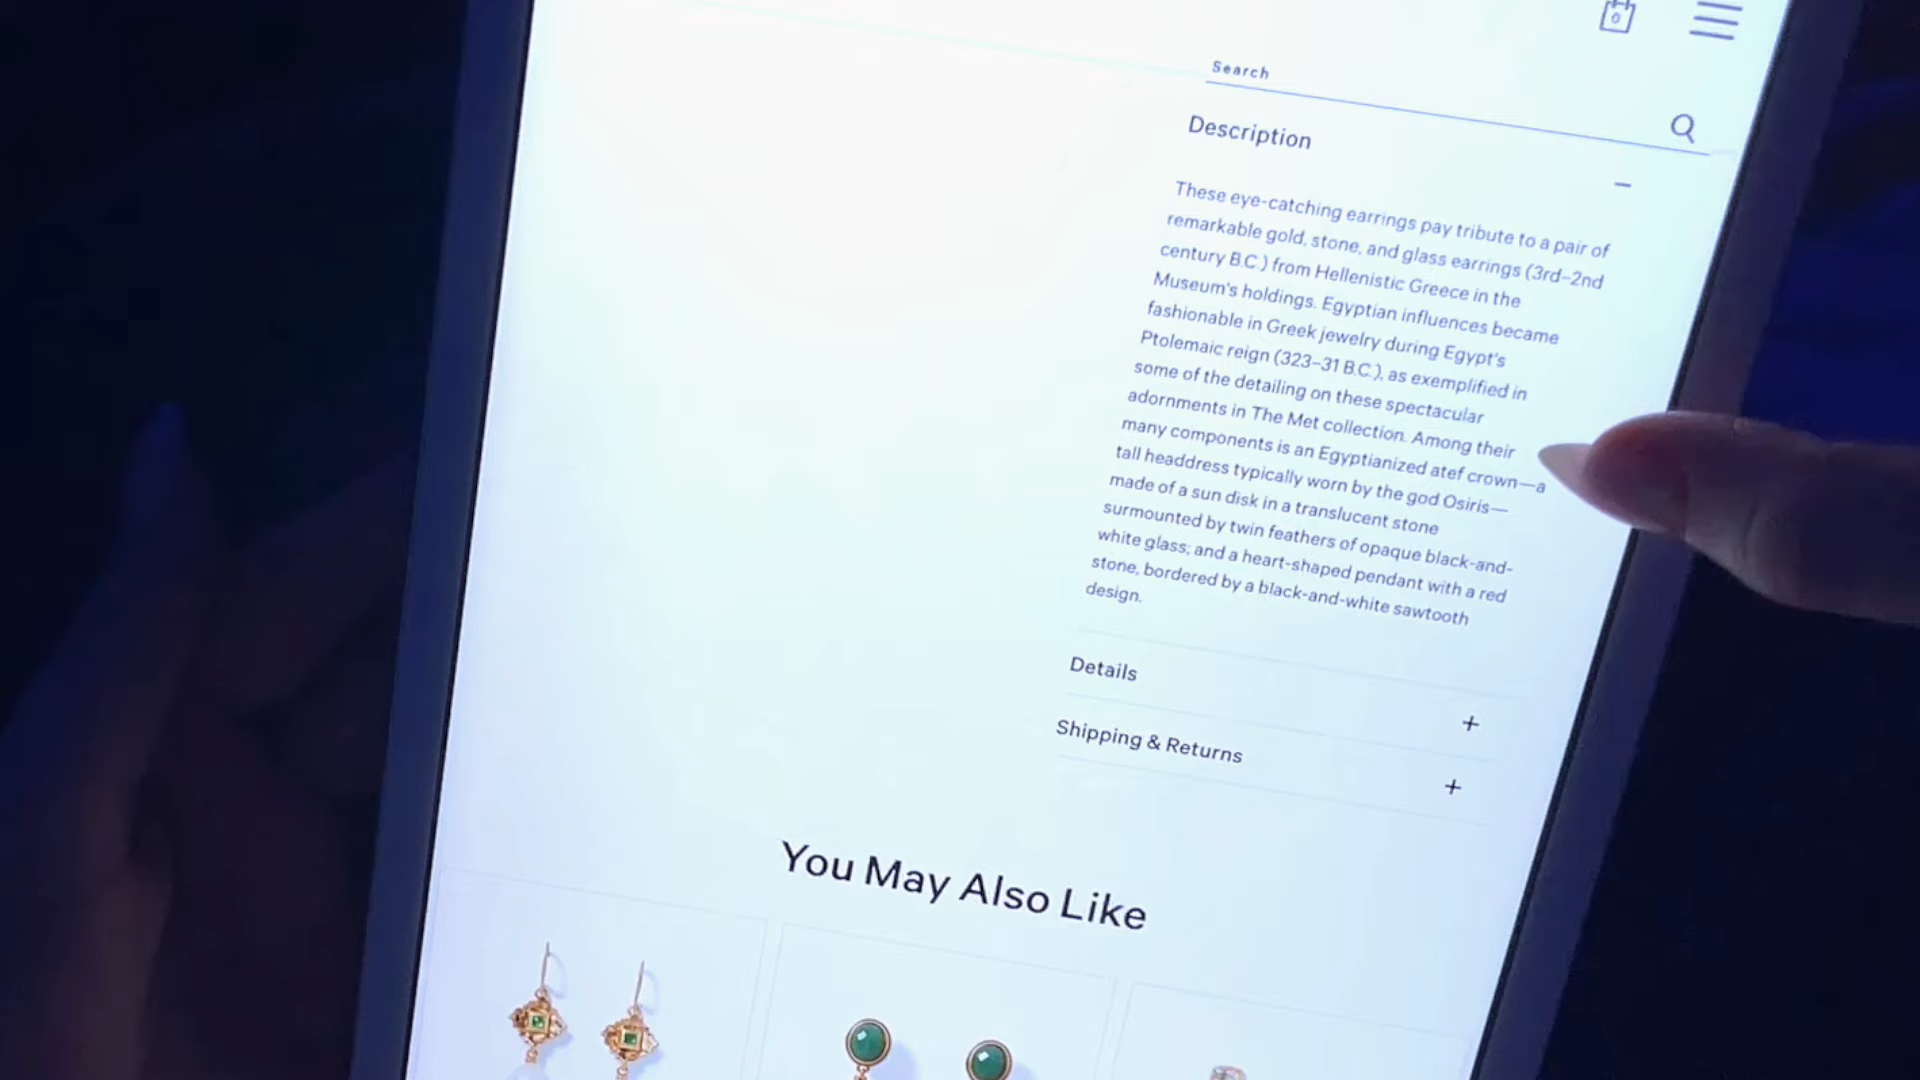 0
Search
Description
These eye-catching earrings pay tribute to a pair of
remarkable gold, stone, and glass earrings (3rd–2nd
century B.C.) from Hellenistic Greece in the
Museum's holdings. Egyptian influences became
fashionable in Greek jewelry during Egypt's
Ptolemaic reign (323–31 B.C.), as exemplified in
some of the detailing on these spectacular
adornments in The Met collection. Among their
many components is an Egyptianized atef crown—a
tall headdress typically worn by the god Osiris—
made of a sun disk in a translucent stone
surmounted by twin feathers of opaque black-and-
white glass; and a heart-shaped pendant with a red
stone, bordered by a black-and-white sawtooth
design.
Details
Shipping & Returns
You May Also Like